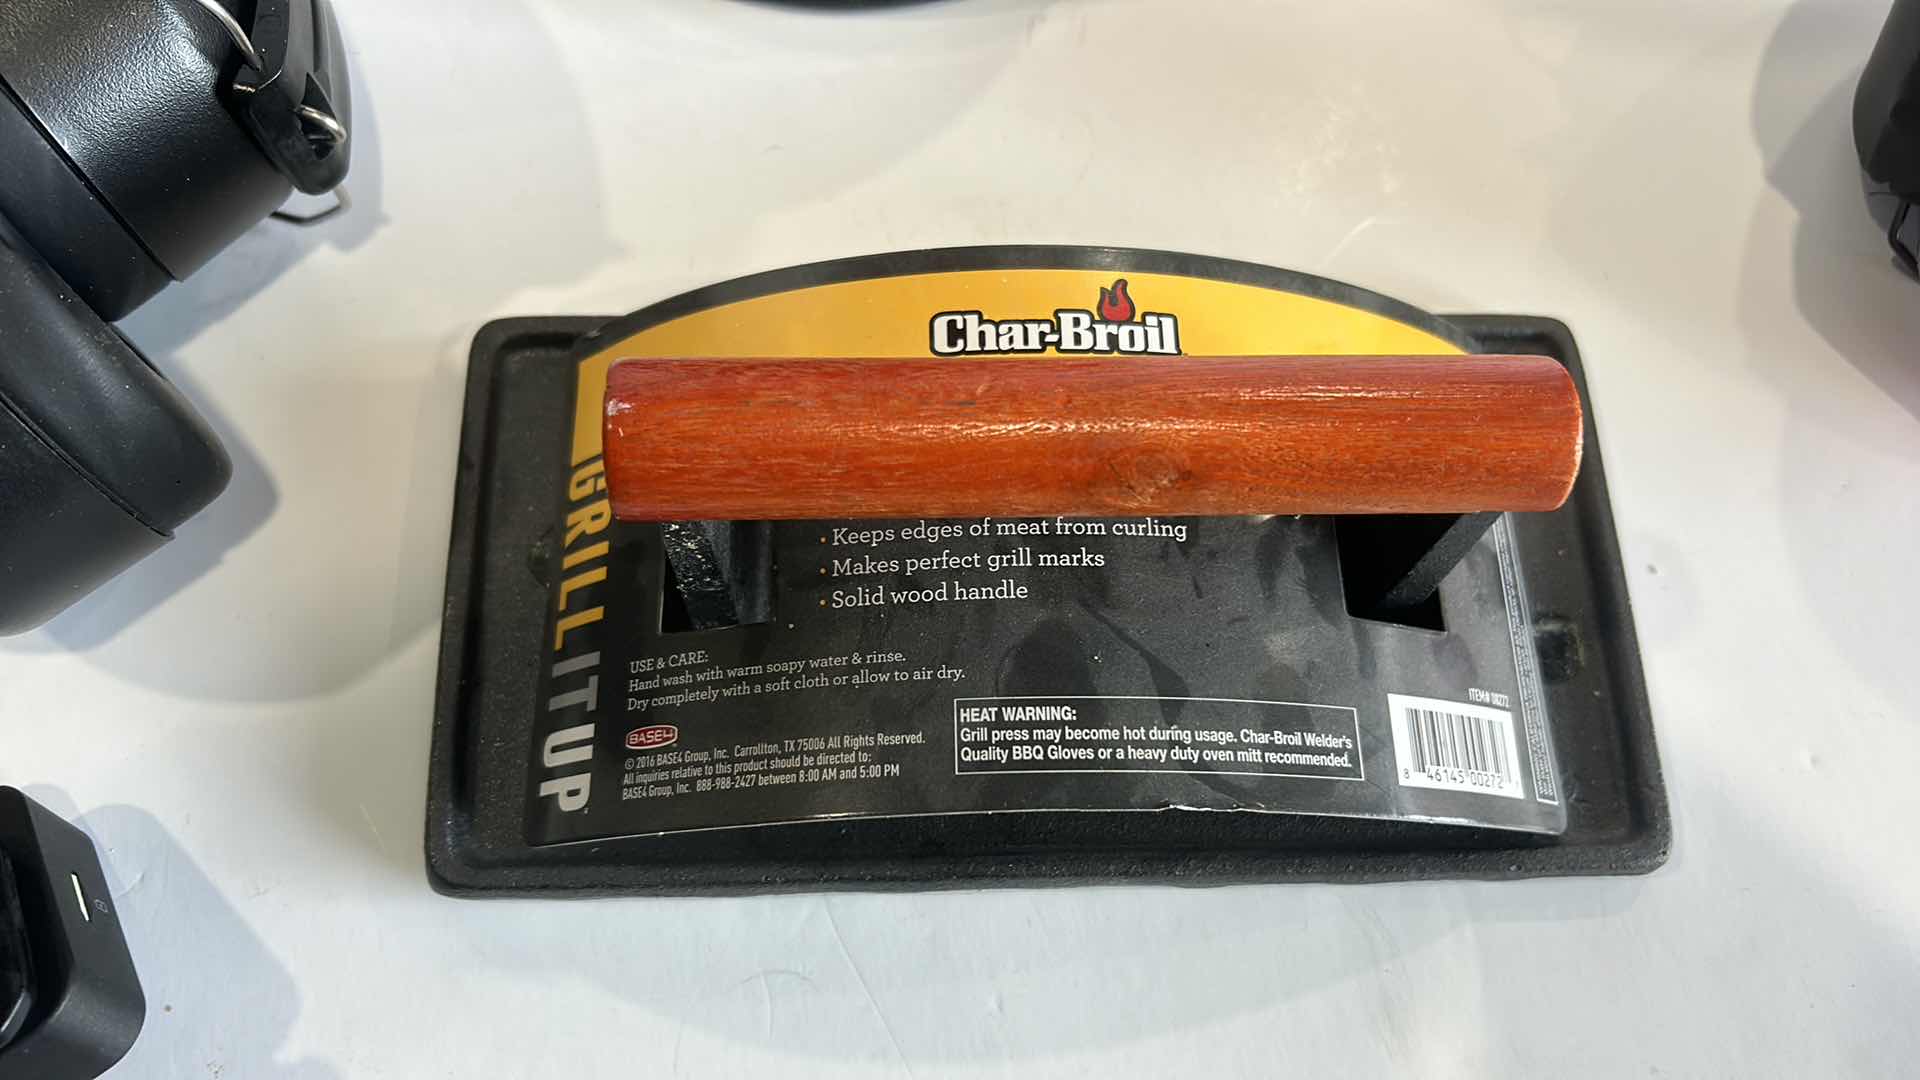 Char-Broil
GRILL IT UP
• Keeps edges of meat from curling
• Makes perfect grill marks
• Solid wood handle
USE & CARE:
Hand wash with warm soapy water & rinse.
Dry completely with a soft cloth or allow to air dry.
BASE4
© 2016 BASE4 Group, Inc. Carrollton, TX 75006 All Rights Reserved.
All inquiries relative to this product should be directed to:
BASE4 Group, Inc. 888-988-2427 between 8:00 AM and 5:00 PM
HEAT WARNING:
Grill press may become hot during usage. Char-Broil Welder's
Quality BBQ Gloves or a heavy duty oven mitt recommended.
ITEM# 08272
8 46145 00272